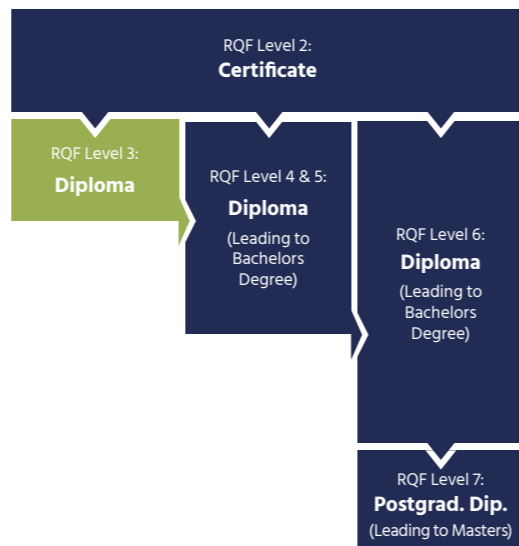 RQF Level 2:
Certificate
RQF Level 3:
Diploma
RQF Level 4 & 5:
Diploma
(Leading to
Bachelors
Degree)
RQF Level 6:
Diploma
(Leading to
Bachelors
Degree)
RQF Level 7:
Postgrad. Dip.
(Leading to Masters)